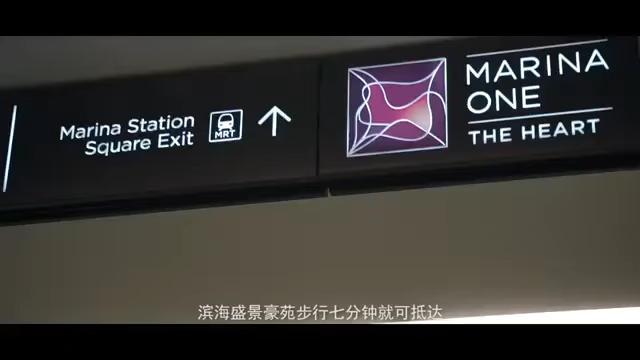 Marina Station
Square Exit
MRT
MARINA
ONE
THE HEART
滨海盛景豪苑步行七分钟就可抵达